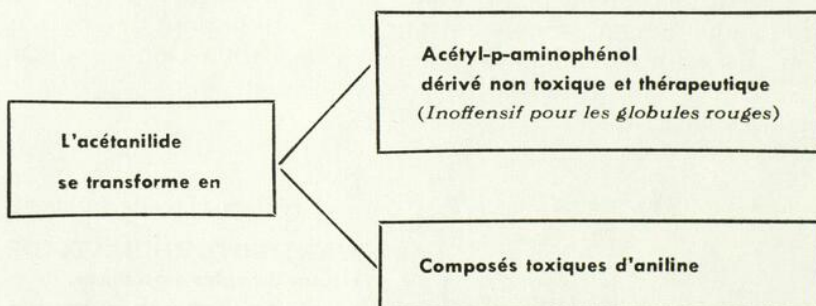 L'acétanilide
se transforme en
Acétyl-p-aminophénol
dérivé non toxique et thérapeutique
(Inoffensif pour les globules rouges)
Composés toxiques d'aniline